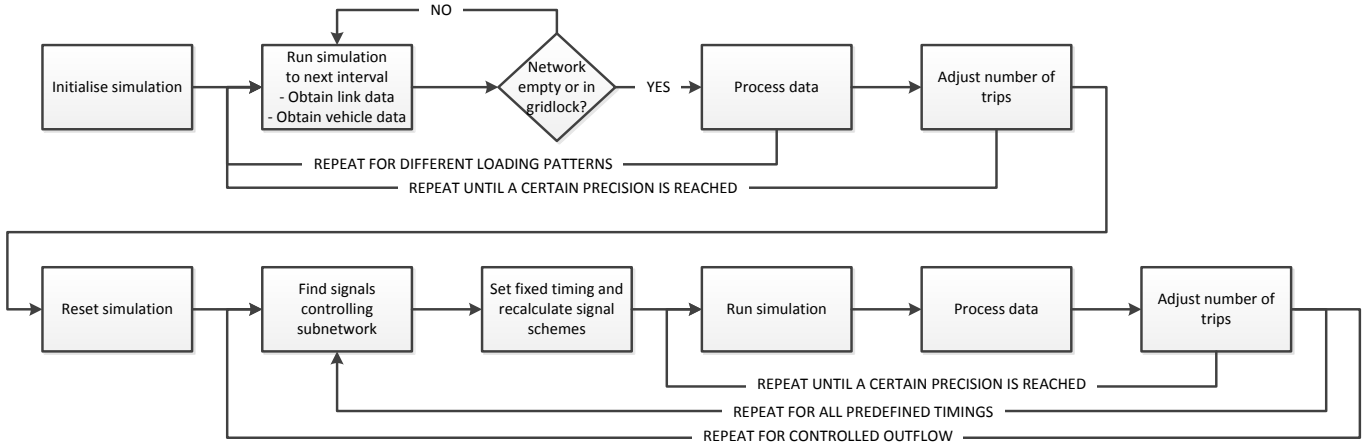 NO
Initialise simulation
Run simulation
to next interval
- Obtain link data
- Obtain vehicle data
Network
empty or in
gridlock?
YES
Process data
Adjust number of
trips
REPEAT FOR DIFFERENT LOADING PATTERNS
REPEAT UNTIL A CERTAIN PRECISION IS REACHED
Reset simulation
Find signals
controlling
subnetwork
Set fixed timing and
recalculate signal
schemes
Run simulation
Process data
Adjust number of
trips
REPEAT UNTIL A CERTAIN PRECISION IS REACHED
REPEAT FOR ALL PREDEFINED TIMINGS
REPEAT FOR CONTROLLED OUTFLOW